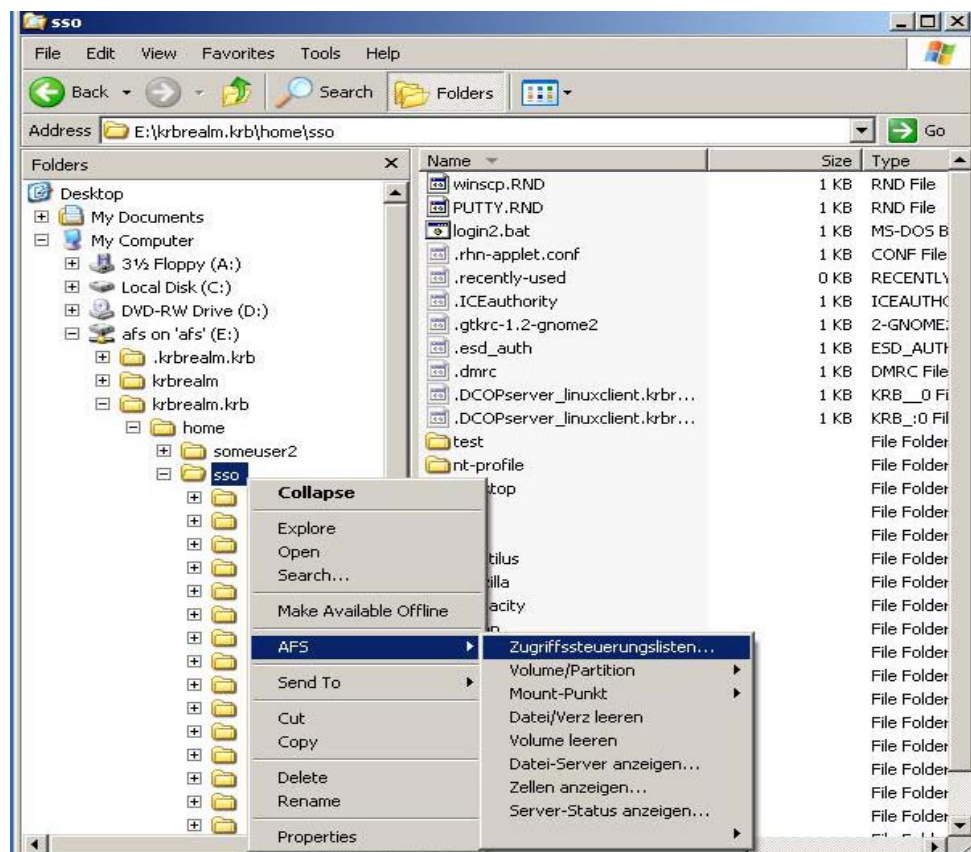 sso
File Edit View Favorites Tools Help
Back Search Folders
Address E:\krbrealm.krb\home\sso Go
Folders
Desktop
My Documents
My Computer
3½ Floppy (A:)
Local Disk (C:)
DVD-RW Drive (D:)
afs on 'afs' (E:)
.krbrealm.krb
krbrealm
krbrealm.krb
home
someuser2
sso
Name Size Type
winscp.RND 1 KB RND File
PUTTY.RND 1 KB RND File
login2.bat 1 KB MS-DOS B
.rhn-applet.conf 1 KB CONF File
.recently-used 0 KB RECENTLY
.ICEauthority 1 KB ICEAUTHO
.gtkrc-1.2-gnome2 1 KB 2-GNOME
.esd_auth 1 KB ESD_AUTH
.dmrc 1 KB DMRC File
.DCOPserver_linuxclient.krbr... 1 KB KRB__0 Fi
.DCOPserver_linuxclient.krbr... 1 KB KRB_:0 Fil
test File Folder
nt-profile File Folder
ktop File Folder
File Folder
File Folder
tilus File Folder
illa File Folder
acity File Folder
File Folder
File Folder
File Folder
File Folder
File Folder
File Folder
File Folder
File Folder
File Folder
Collapse
Explore
Open
Search...
Make Available Offline
AFS
Send To
Cut
Copy
Delete
Rename
Properties
Zugriffssteuerungslisten...
Volume/Partition
Mount-Punkt
Datei/Verz leeren
Volume leeren
Datei-Server anzeigen...
Zellen anzeigen...
Server-Status anzeigen...